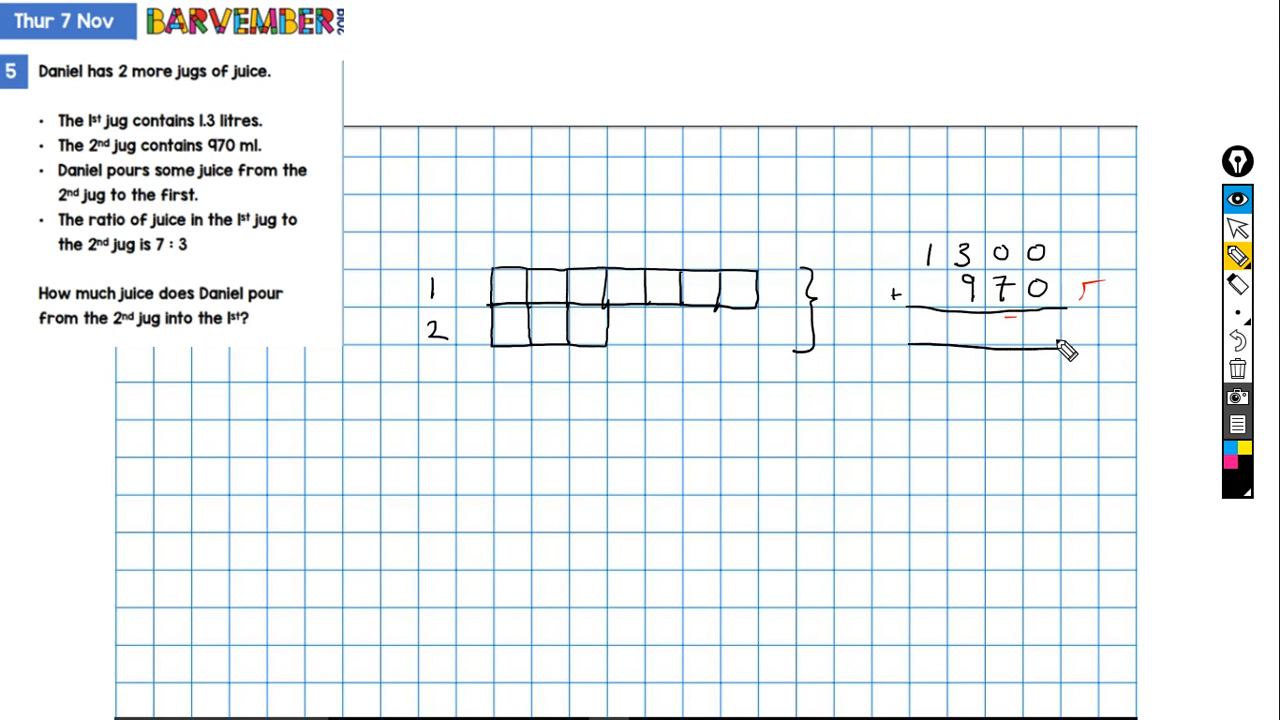 Thur 7 Nov
BARVEMBER
5
Daniel has 2 more jugs of juice.
• The 1st jug contains 1.3 litres.
• The 2nd jug contains 970 ml.
• Daniel pours some juice from the
2nd jug to the first.
• The ratio of juice in the 1st jug to
the 2nd jug is 7 : 3
How much juice does Daniel pour
from the 2nd jug into the 1st?
1
2
1 3 0 0
+ 9 7 0